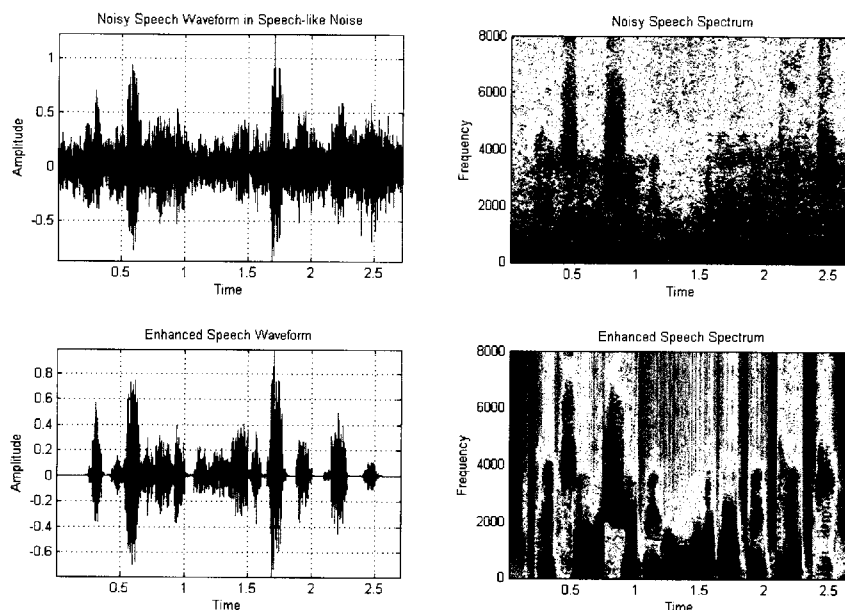 Noisy Speech Waveform in Speech-like Noise
1
0.5
0
-0.5
Amplitude
0.5 1 1.5 2 2.5
Time
Noisy Speech Spectrum
8000
6000
4000
2000
0
Frequency
0.5 1 1.5 2 2.5
Time
Enhanced Speech Waveform
0.8
0.6
0.4
0.2
0
-0.2
-0.4
-0.6
Amplitude
0.5 1 1.5 2 2.5
Time
Enhanced Speech Spectrum
8000
6000
4000
2000
0
Frequency
0.5 1 1.5 2 2.5
Time